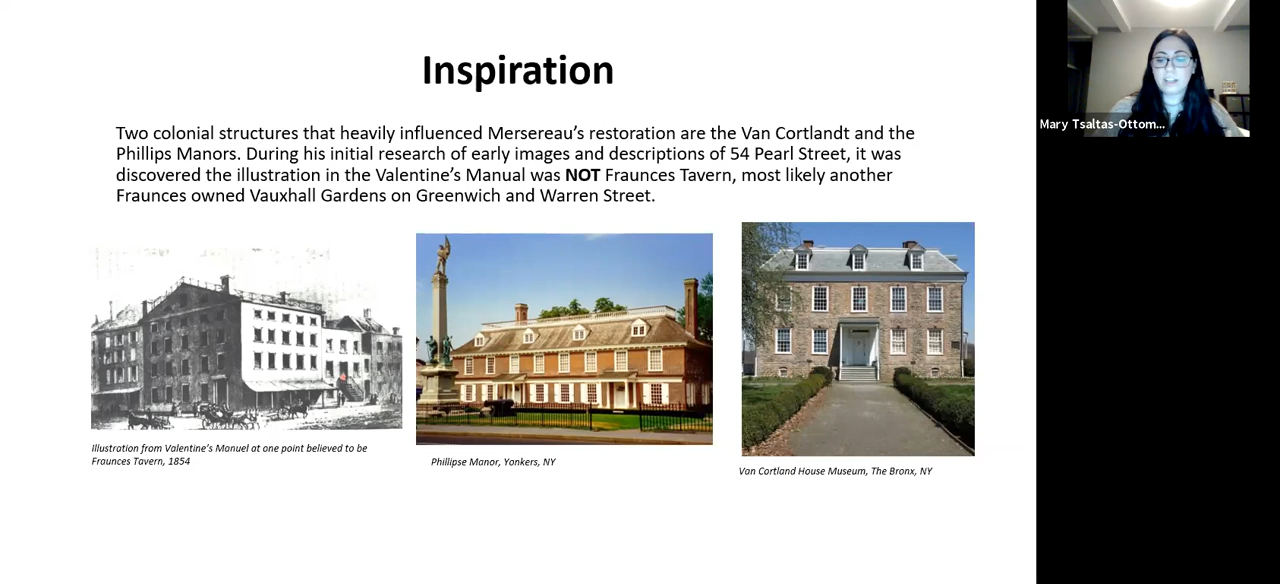 Inspiration
Two colonial structures that heavily influenced Mersereau's restoration are the Van Cortlandt and the
Phillips Manors. During his initial research of early images and descriptions of 54 Pearl Street, it was
discovered the illustration in the Valentine's Manual was NOT Fraunces Tavern, most likely another
Fraunces owned Vauxhall Gardens on Greenwich and Warren Street.
Illustration from Valentine's Manuel at one point believed to be
Fraunces Tavern, 1854
Phillipse Manor, Yonkers, NY
Van Cortland House Museum, The Bronx, NY
Mary Tsaltas-Ottom...